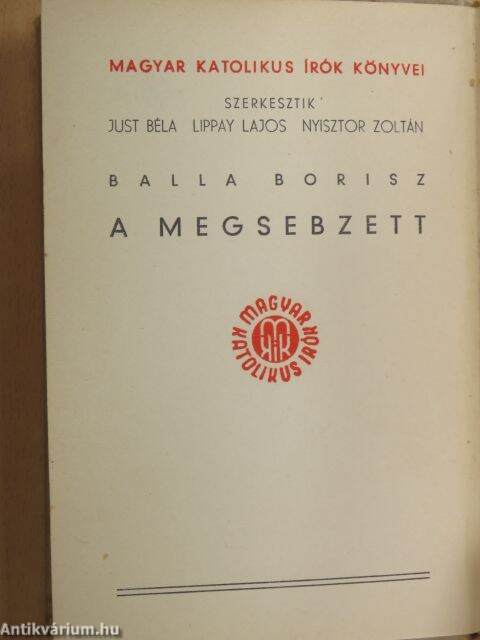 MAGYAR KATOLIKUS ÍRÓK KÖNYVEI
SZERKESZTIK
JUST BÉLA LIPPAY LAJOS NYISZTOR ZOLTÁN
BALLA BORISZ
A MEGSEBZETT
MAGYAR
KATOLIKUS ÍRÓK
MKIK
Antikvárium.hu